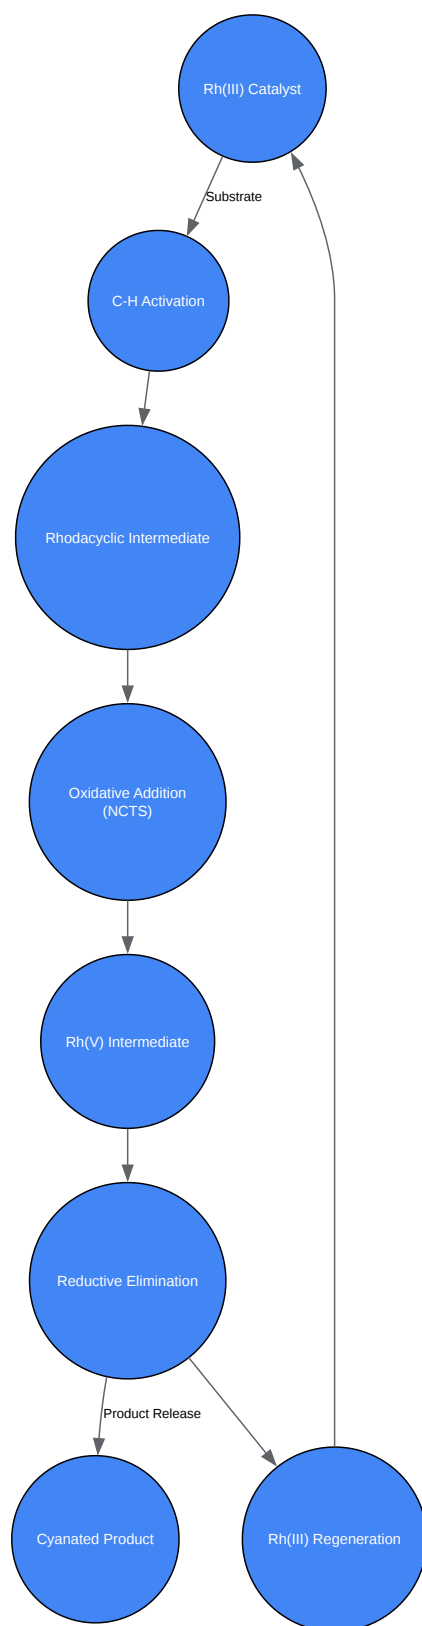 Rh(III) Catalyst
Substrate
C-H Activation
Rhodacyclic Intermediate
Oxidative Addition
(NCTS)
Rh(V) Intermediate
Reductive Elimination
Product Release
Cyanated Product
Rh(III) Regeneration